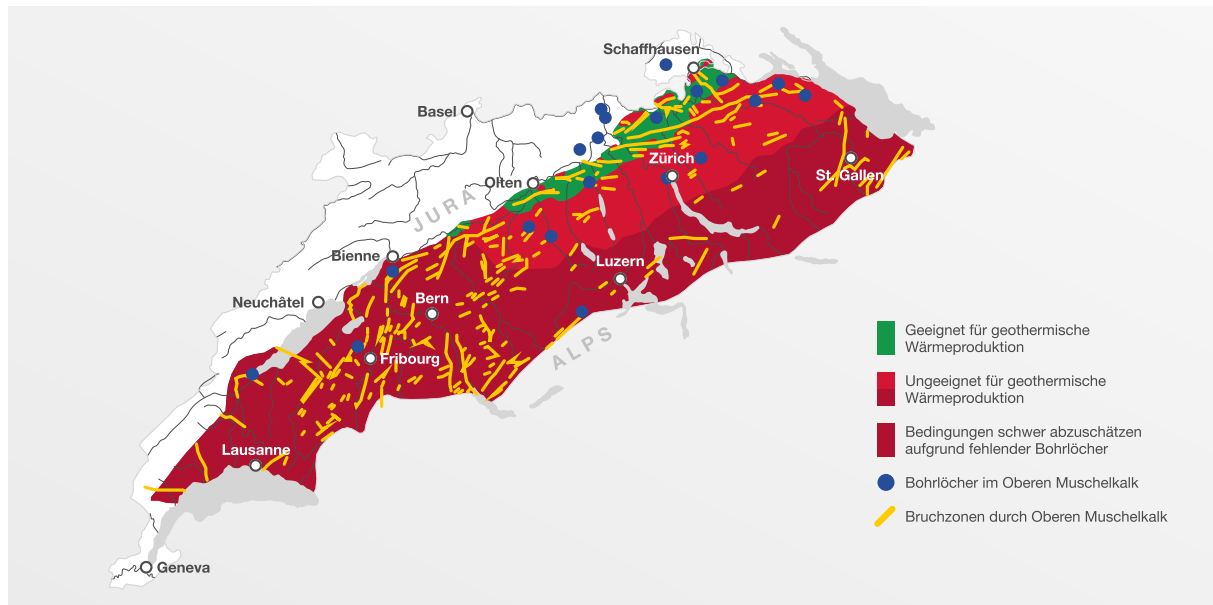 Schaffhausen
Basel
Zürich
St. Gallen
Olten
JURA
Bienne
Luzern
Neuchâtel
Bern
ALPS
Fribourg
Lausanne
Geneva
Geeignet für geothermische
Wärmeproduktion
Ungeeignet für geothermische
Wärmeproduktion
Bedingungen schwer abzuschätzen
aufgrund fehlender Bohrlöcher
Bohrlöcher im Oberen Muschelkalk
Bruchzonen durch Oberen Muschelkalk